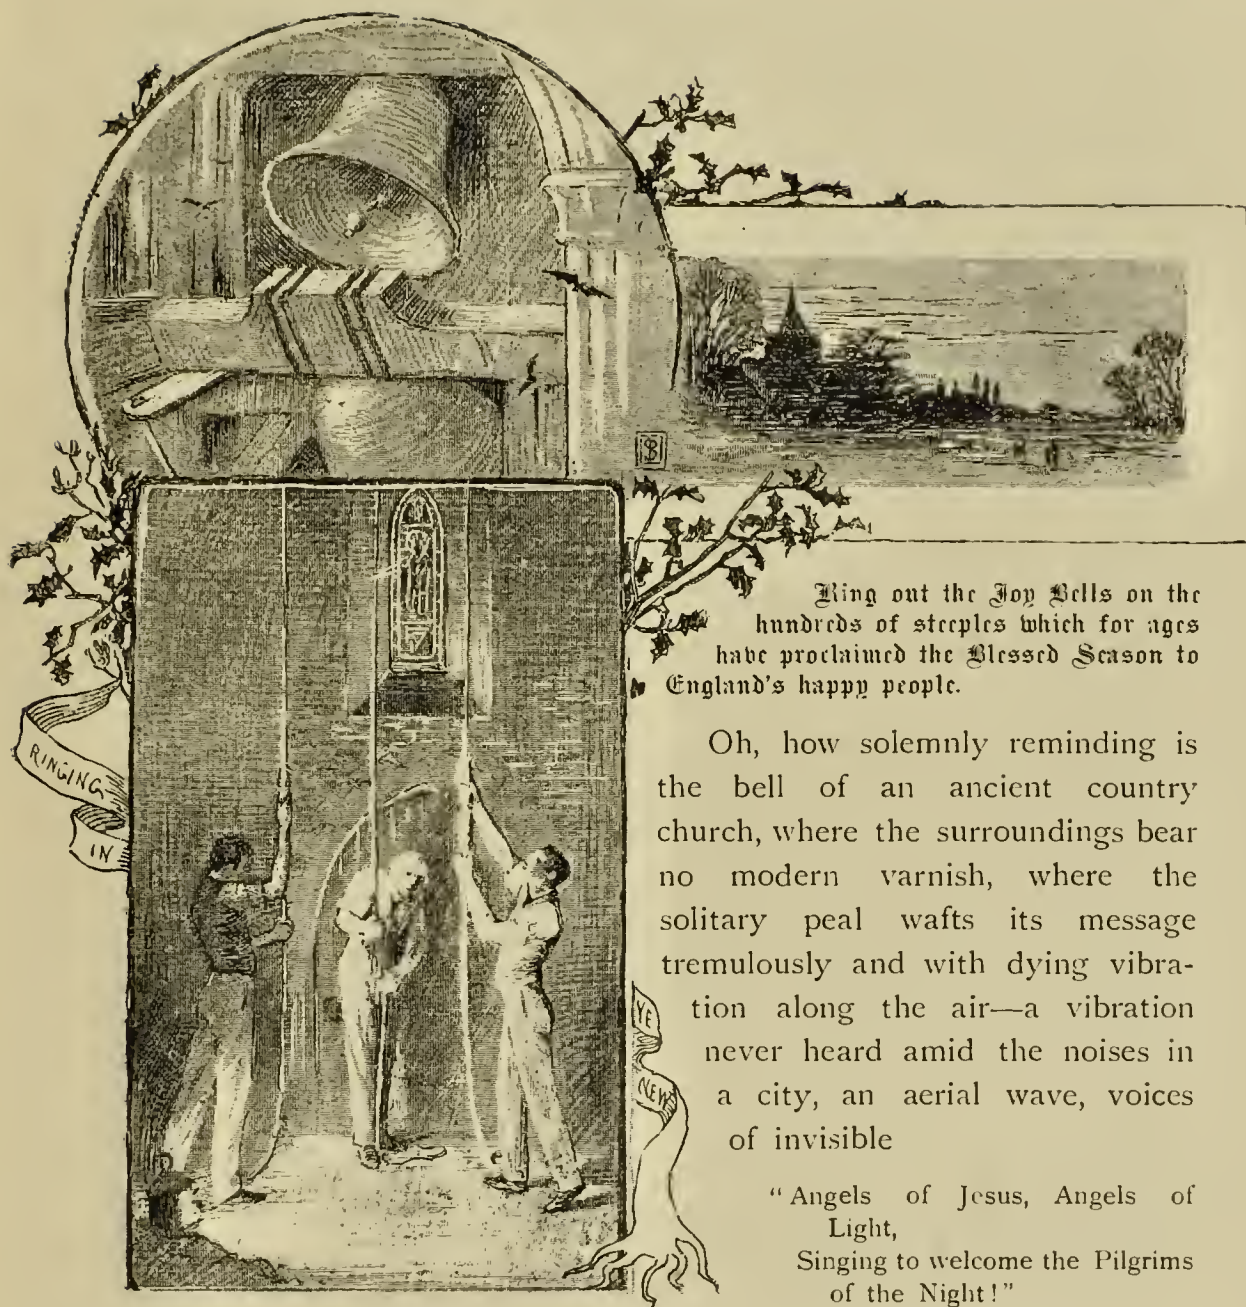 RINGING
IN
YE
NEW
Ring out the Joy Bells on the
hundreds of steeples which for ages
have proclaimed the Blessed Season to
England's happy people.
Oh, how solemnly reminding is
the bell of an ancient country
church, where the surroundings bear
no modern varnish, where the
solitary peal wafts its message
tremulously and with dying vibra-
tion along the air—a vibration
never heard amid the noises in
a city, an aerial wave, voices
of invisible
"Angels of Jesus, Angels of
Light,
Singing to welcome the Pilgrims
of the Night!"